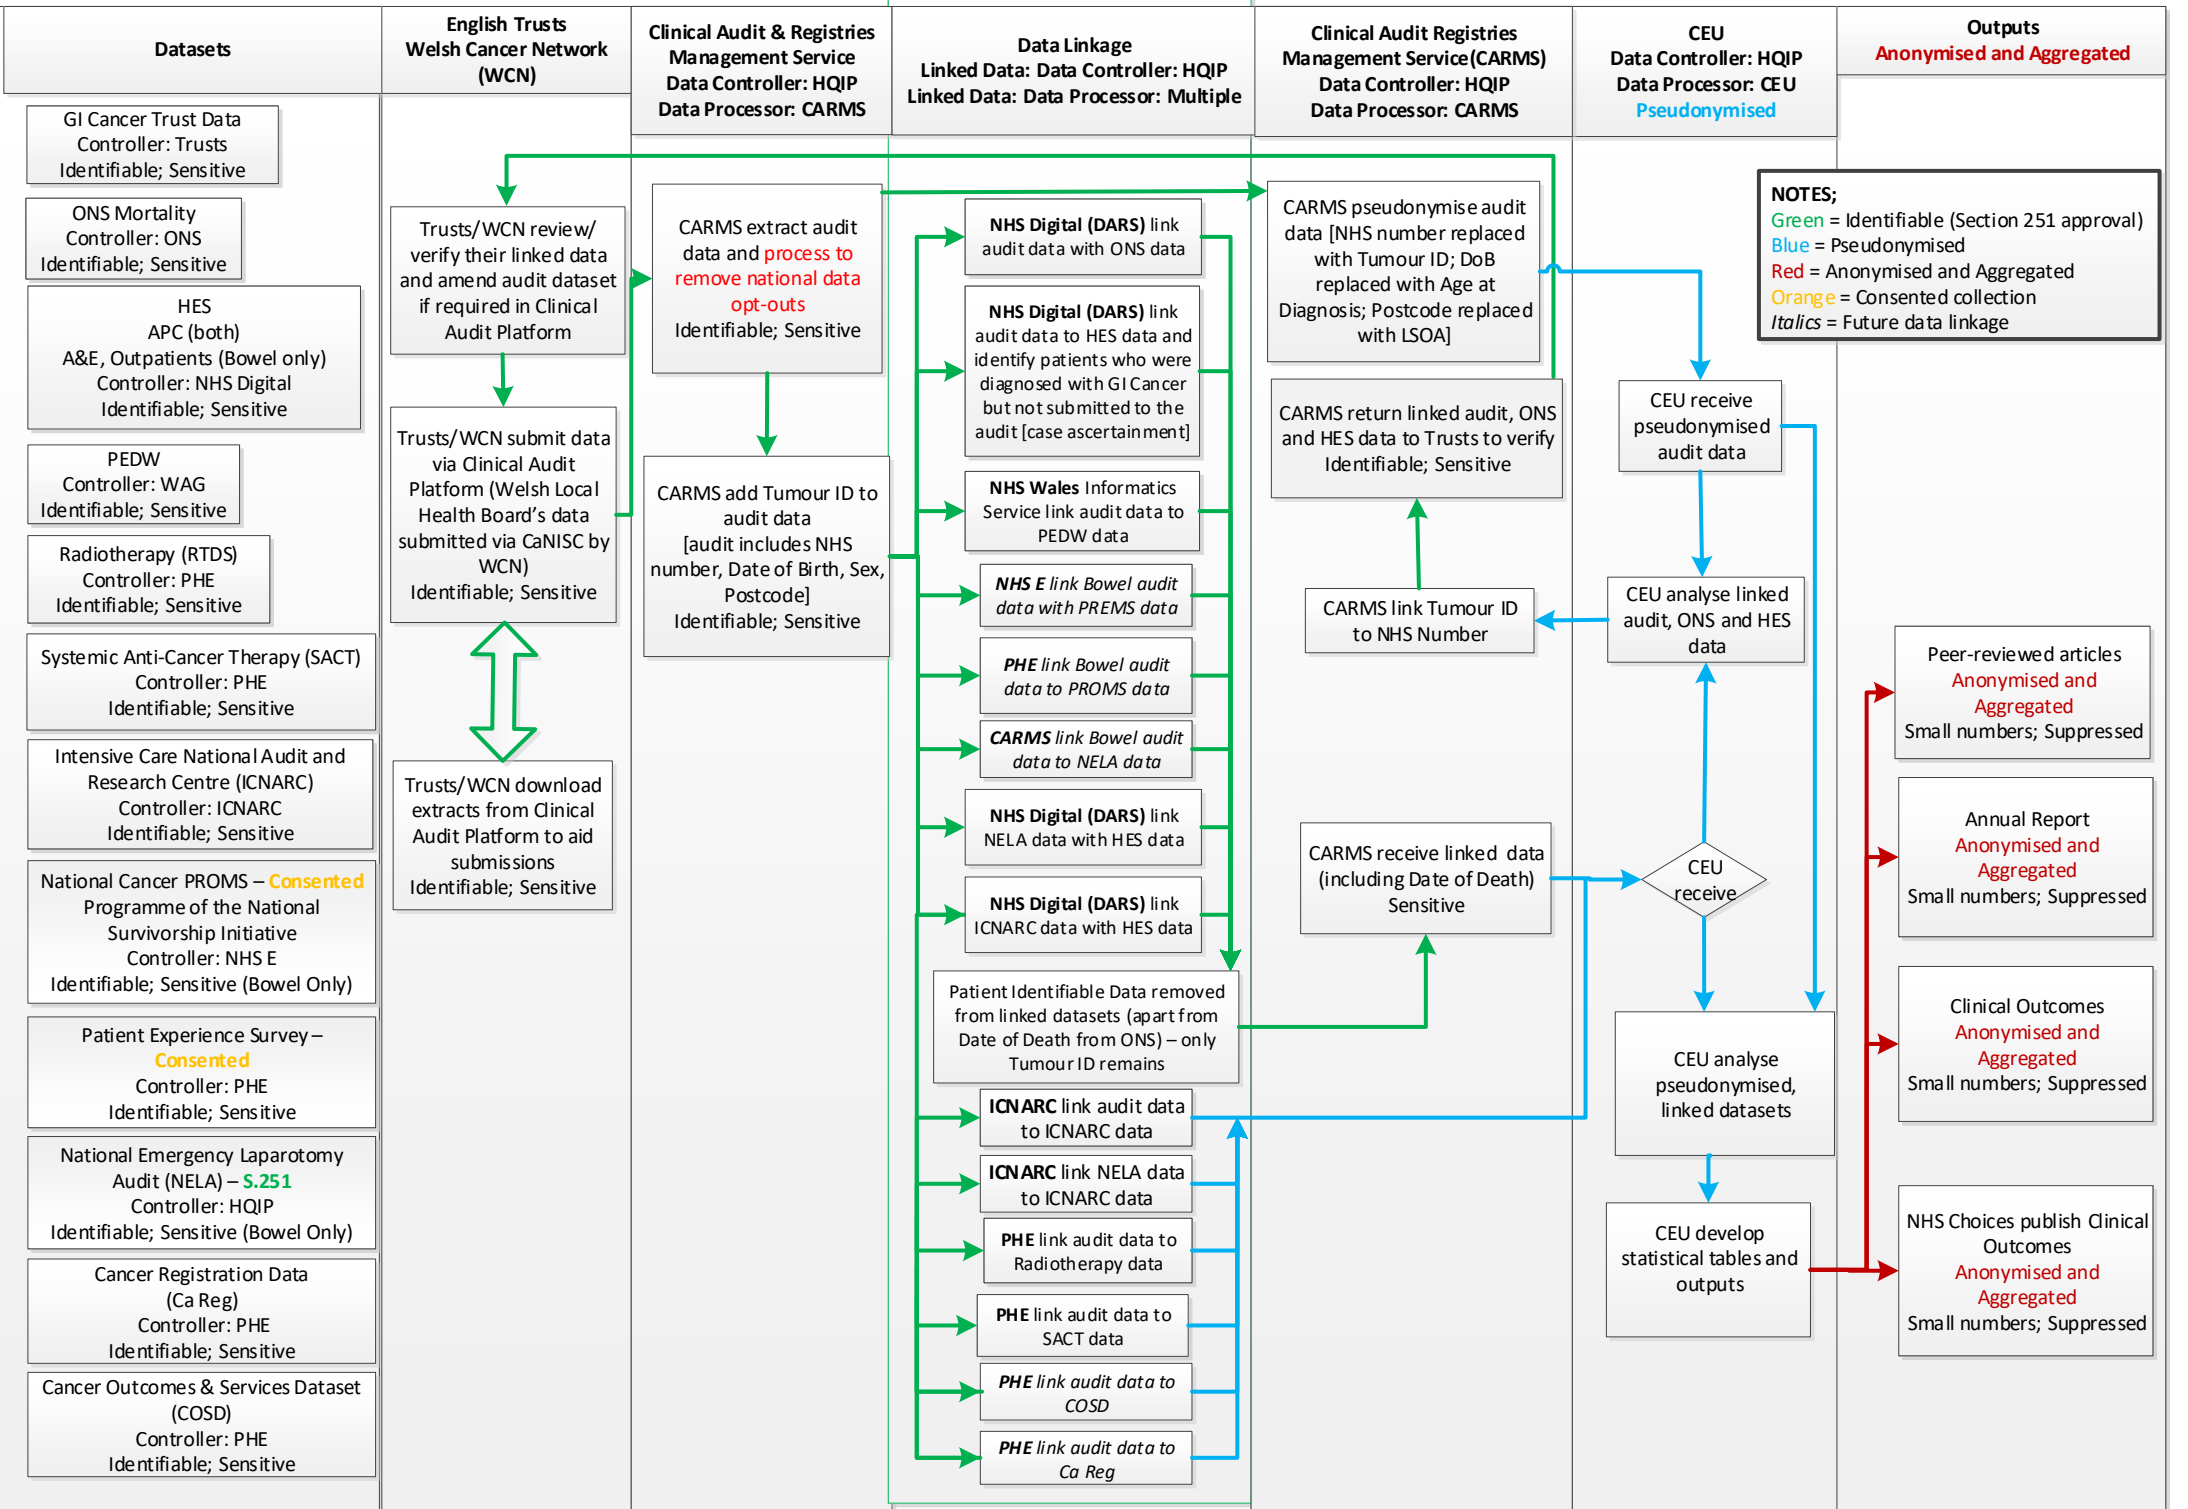 Datasets
English Trusts
Welsh Cancer Network
(WCN)
Clinical Audit & Registries
Management Service
Data Controller: HQIP
Data Processor: CARMS
Data Linkage
Linked Data: Data Controller: HQIP
Linked Data: Data Processor: Multiple
Clinical Audit Registries
Management Service(CARMS)
Data Controller: HQIP
Data Processor: CARMS
CEU
Data Controller: HQIP
Data Processor: CEU
Pseudonymised
Outputs
Anonymised and Aggregated
GI Cancer Trust Data
Controller: Trusts
Identifiable; Sensitive
ONS Mortality
Controller: ONS
Identifiable; Sensitive
HES
APC (both)
A&E, Outpatients (Bowel only)
Controller: NHS Digital
Identifiable; Sensitive
PEDW
Controller: WAG
Identifiable; Sensitive
Radiotherapy (RTDS)
Controller: PHE
Identifiable; Sensitive
Systemic Anti-Cancer Therapy (SACT)
Controller: PHE
Identifiable; Sensitive
Intensive Care National Audit and
Research Centre (ICNARC)
Controller: ICNARC
Identifiable; Sensitive
National Cancer PROMS – Consented
Programme of the National
Survivorship Initiative
Controller: NHS E
Identifiable; Sensitive (Bowel Only)
Patient Experience Survey –
Consented
Controller: PHE
Identifiable; Sensitive
National Emergency Laparotomy
Audit (NELA) – S.251
Controller: HQIP
Identifiable; Sensitive (Bowel Only)
Cancer Registration Data
(Ca Reg)
Controller: PHE
Identifiable; Sensitive
Cancer Outcomes & Services Dataset
(COSD)
Controller: PHE
Identifiable; Sensitive
Trusts/WCN review/
verify their linked data
and amend audit dataset
if required in Clinical
Audit Platform
Trusts/WCN submit data
via Clinical Audit
Platform (Welsh Local
Health Board's data
submitted via CaNISC by
WCN)
Identifiable; Sensitive
Trusts/WCN download
extracts from Clinical
Audit Platform to aid
submissions
Identifiable; Sensitive
CARMS extract audit
data and process to
remove national data
opt-outs
Identifiable; Sensitive
CARMS add Tumour ID to
audit data
[audit includes NHS
number, Date of Birth, Sex,
Postcode]
Identifiable; Sensitive
NHS Digital (DARS) link
audit data with ONS data
NHS Digital (DARS) link
audit data to HES data and
identify patients who were
diagnosed with GI Cancer
but not submitted to the
audit [case ascertainment]
NHS Wales Informatics
Service link audit data to
PEDW data
NHS E link Bowel audit
data with PREMS data
PHE link Bowel audit
data to PROMS data
CARMS link Bowel audit
data to NELA data
NHS Digital (DARS) link
NELA data with HES data
NHS Digital (DARS) link
ICNARC data with HES data
Patient Identifiable Data removed
from linked datasets (apart from
Date of Death from ONS) – only
Tumour ID remains
ICNARC link audit data
to ICNARC data
ICNARC link NELA data
to ICNARC data
PHE link audit data to
Radiotherapy data
PHE link audit data to
SACT data
PHE link audit data to
COSD
PHE link audit data to
Ca Reg
CARMS pseudonymise audit
data [NHS number replaced
with Tumour ID; DoB
replaced with Age at
Diagnosis; Postcode replaced
with LSOA]
CARMS return linked audit, ONS
and HES data to Trusts to verify
Identifiable; Sensitive
CARMS link Tumour ID
to NHS Number
CARMS receive linked data
(including Date of Death)
Sensitive
CEU receive
pseudonymised
audit data
CEU analyse linked
audit, ONS and HES
data
CEU
receive
CEU analyse
pseudonymised,
linked datasets
CEU develop
statistical tables and
outputs
NOTES;
Green = Identifiable (Section 251 approval)
Blue = Pseudonymised
Red = Anonymised and Aggregated
Orange = Consented collection
Italics = Future data linkage
Peer-reviewed articles
Anonymised and
Aggregated
Small numbers; Suppressed
Annual Report
Anonymised and
Aggregated
Small numbers; Suppressed
Clinical Outcomes
Anonymised and
Aggregated
Small numbers; Suppressed
NHS Choices publish Clinical
Outcomes
Anonymised and
Aggregated
Small numbers; Suppressed